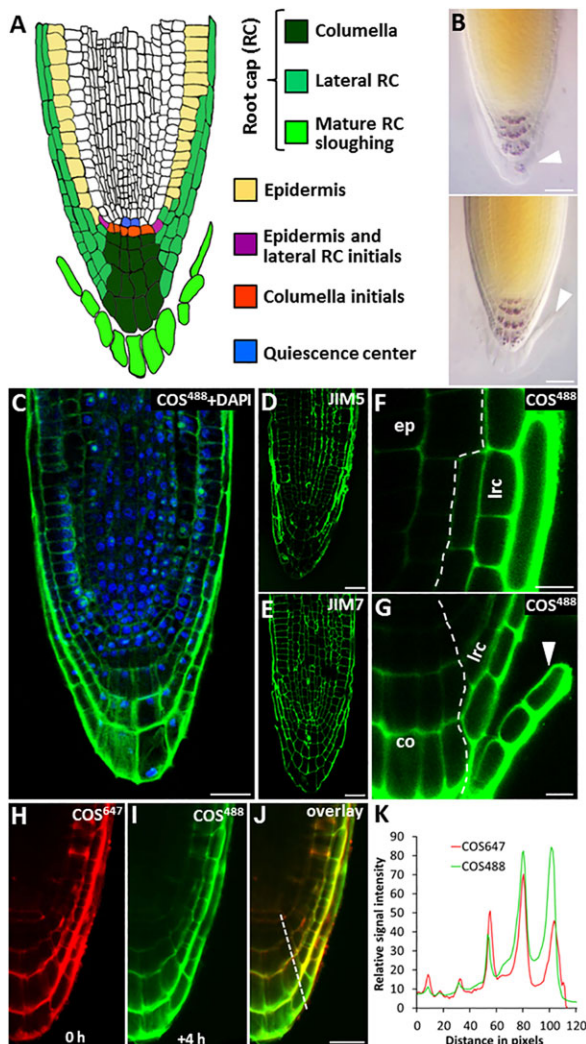 A
Root cap (RC)
Columella
Lateral RC
Mature RC
sloughing
Epidermis
Epidermis and
lateral RC initials
Columella initials
Quiescence center
B
C
COS⁴⁸⁸+DAPI
D
JIM5
E
JIM7
F
COS⁴⁸⁸
ep
lrc
G
COS⁴⁸⁸
lrc
co
H
COS⁶⁴⁷
0 h
I
COS⁴⁸⁸
+4 h
J
overlay
K
COS647
COS488
Relative signal intensity
90
80
70
60
50
40
30
20
10
0
0 20 40 60 80 100 120
Distance in pixels